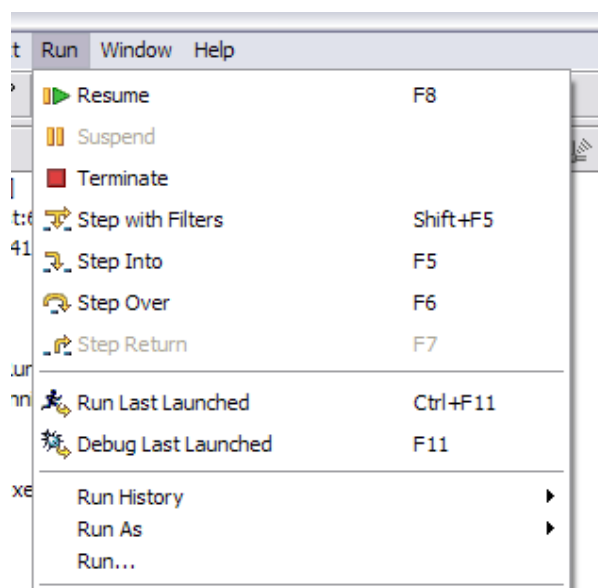 t Run Window Help
Resume F8
Suspend
Terminate
Step with Filters Shift+F5
Step Into F5
Step Over F6
Step Return F7
Run Last Launched Ctrl+F11
Debug Last Launched F11
Run History
Run As
Run...